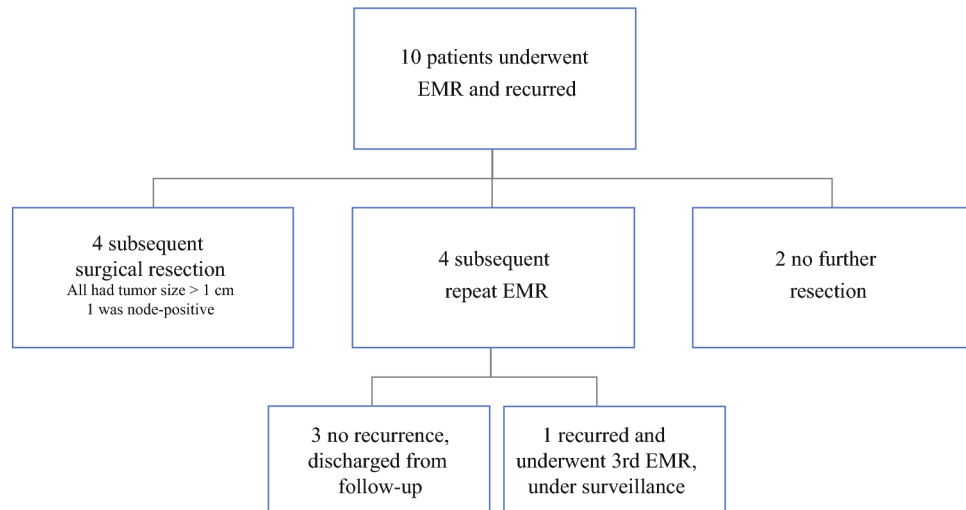 10 patients underwent
EMR and recurred
4 subsequent
surgical resection
All had tumor size > 1 cm
1 was node-positive
4 subsequent
repeat EMR
2 no further
resection
3 no recurrence,
discharged from
follow-up
1 recurred and
underwent 3rd EMR,
under surveillance